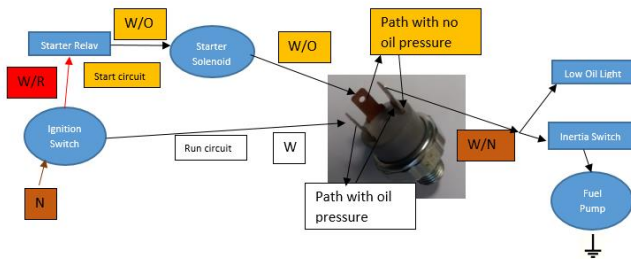 W/O
Starter Relav
Starter
Solenoid
W/O
Path with no
oil pressure
Low Oil Light
W/R
Start circuit
Ignition
Switch
Run circuit
W
W/N
Inertia Switch
N
Path with oil
pressure
Fuel
Pump